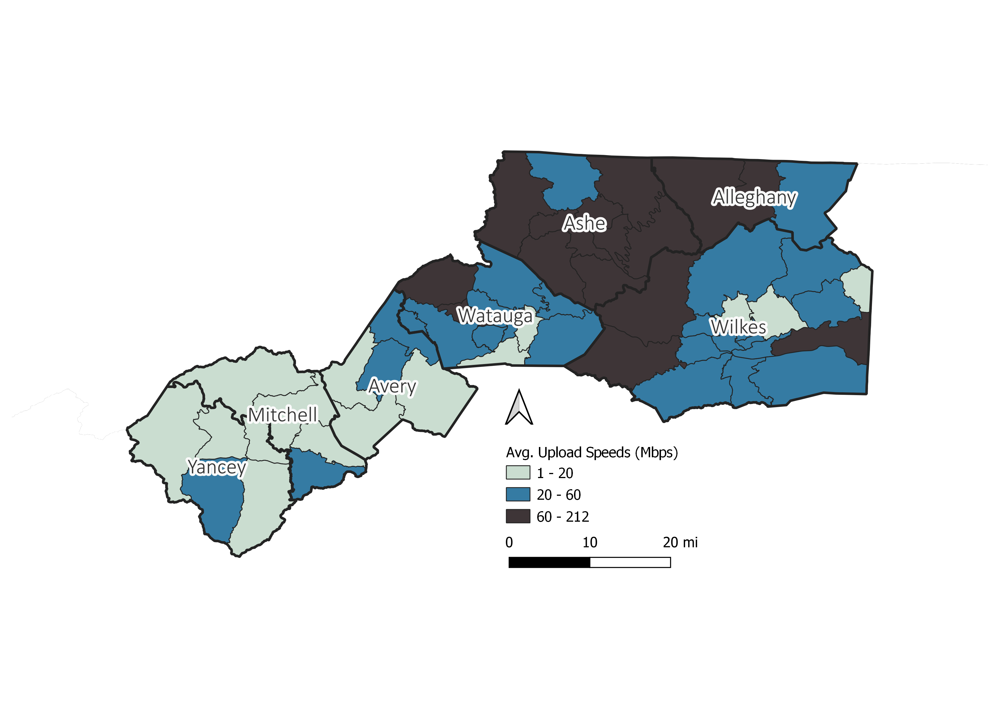 Alleghany
Ashe
Watauga
Wilkes
Avery
Mitchell
Yancey
Avg. Upload Speeds (Mbps)
1 - 20
20 - 60
60 - 212
0 10 20 mi